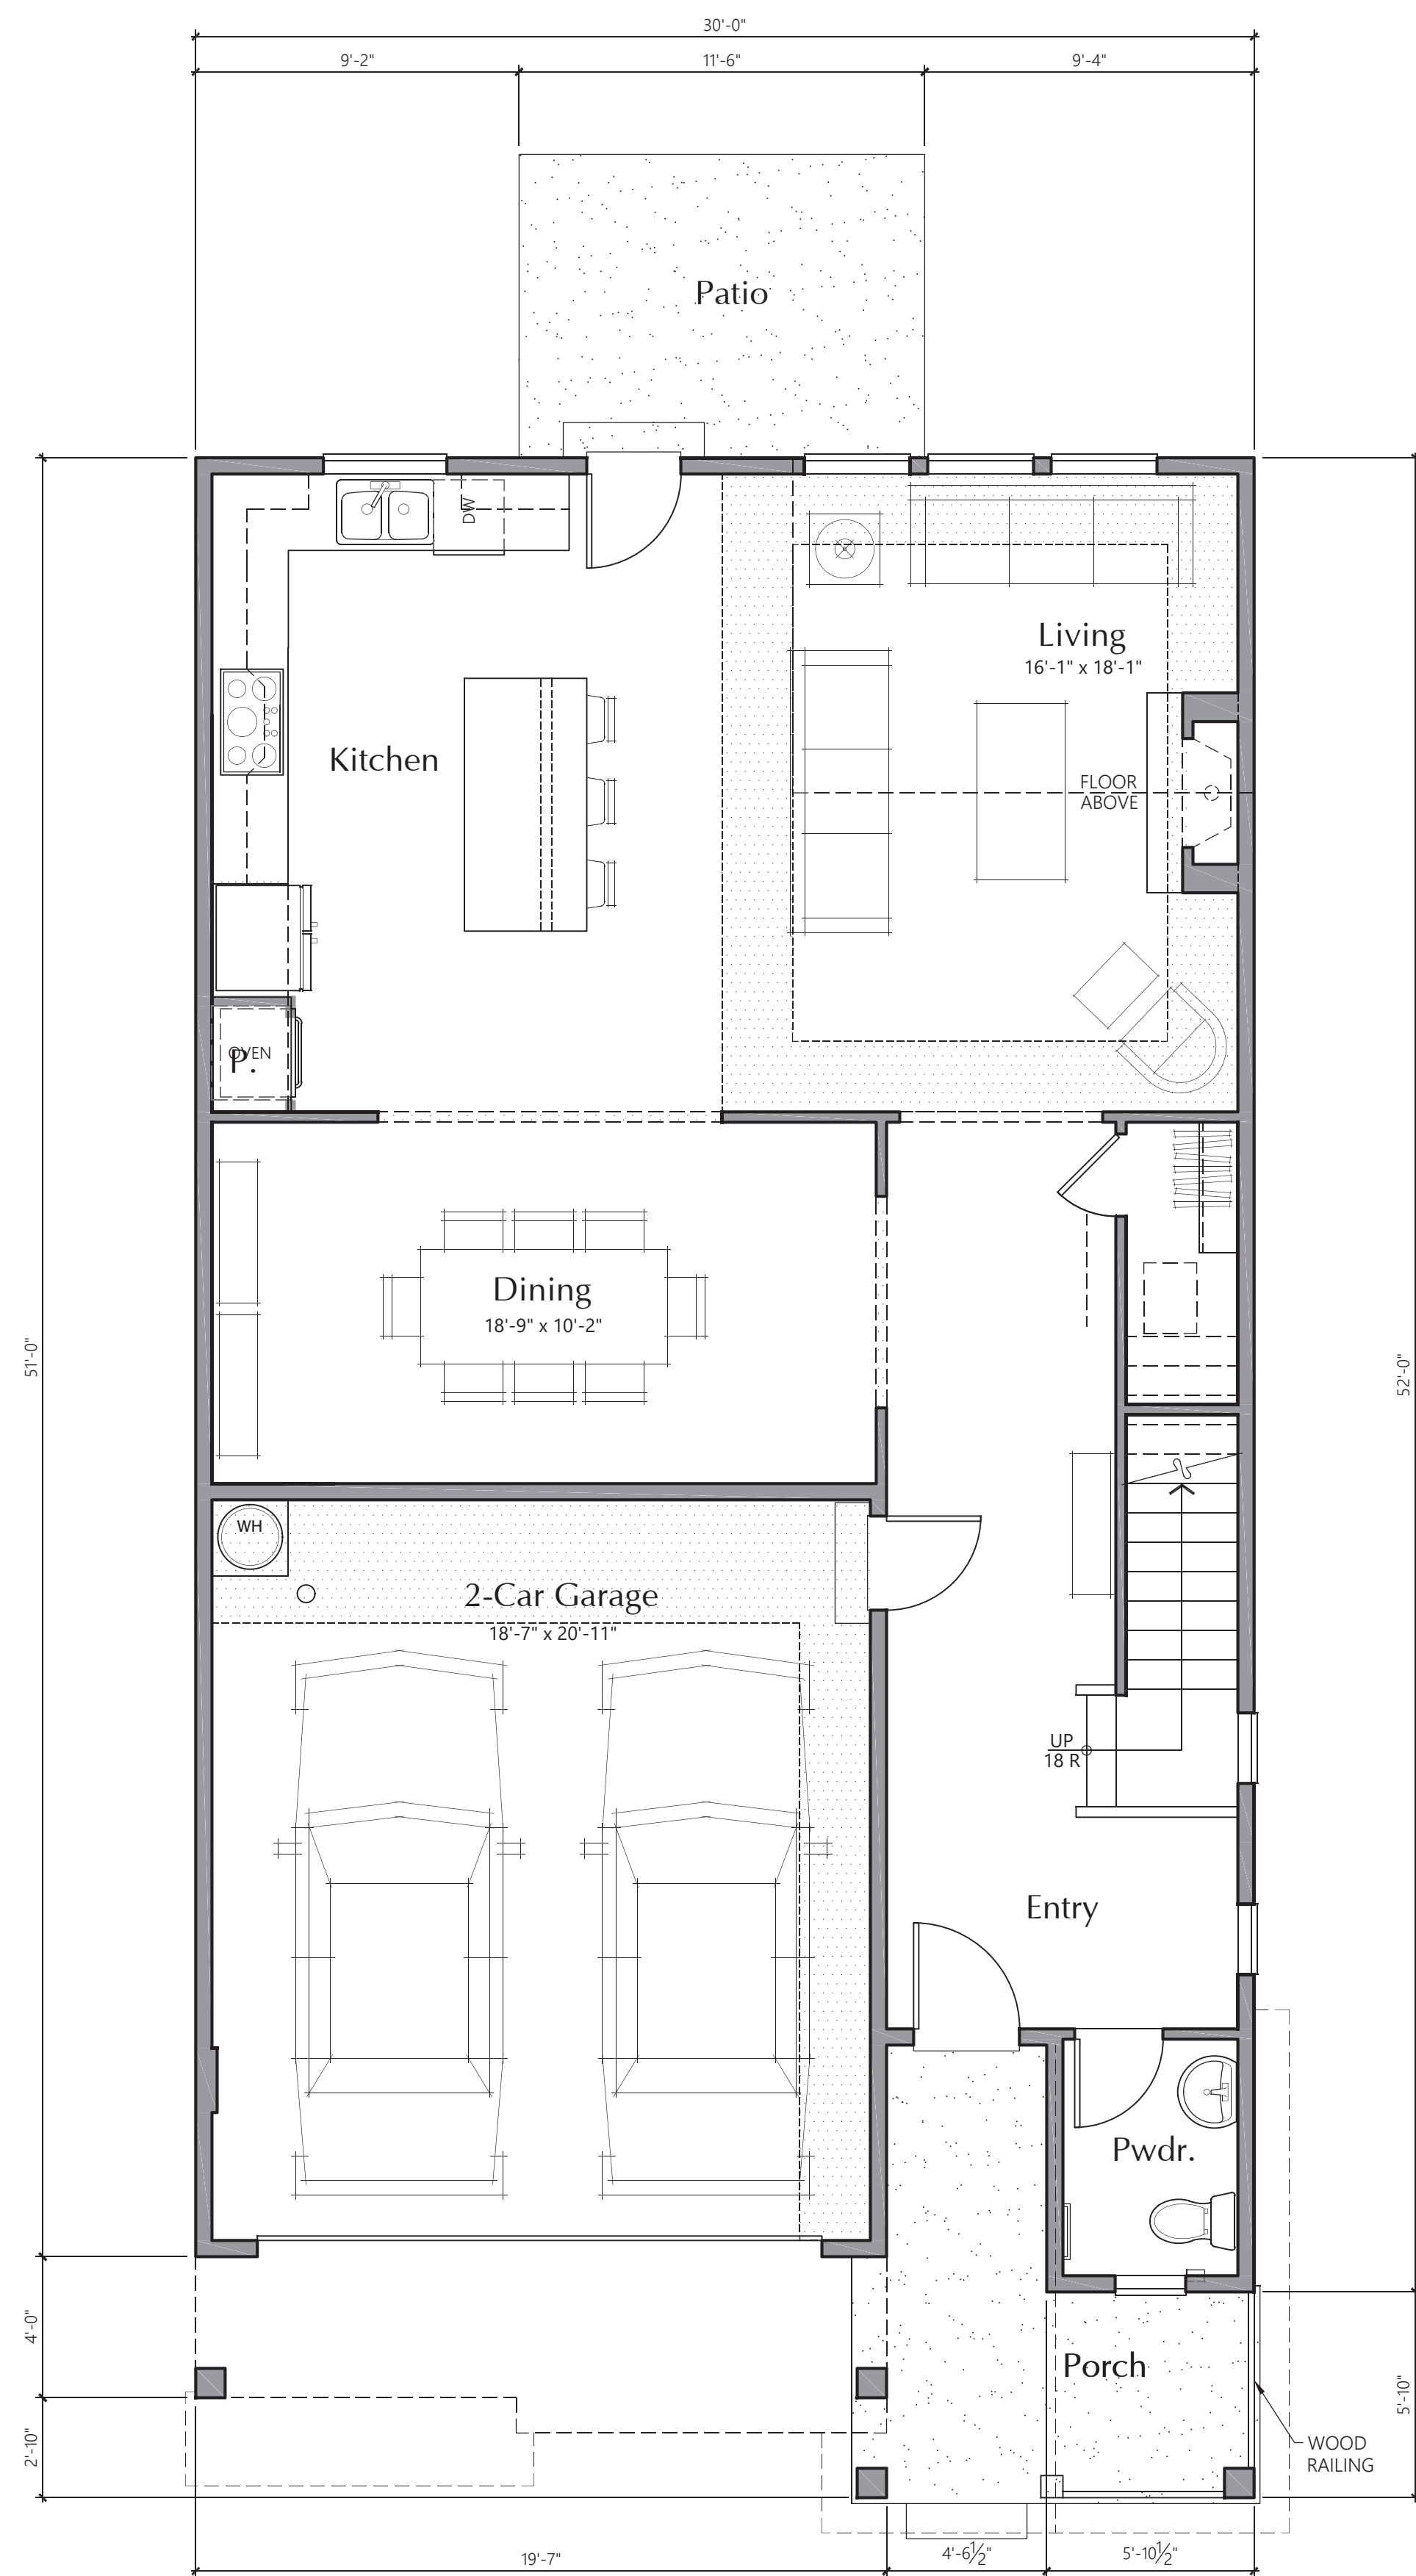 30'-0"
9'-2"
11'-6"
9'-4"
Patio
DW
Living
16'-1" x 18'-1"
Kitchen
FLOOR
ABOVE
OVEN
P.
Dining
18'-9" x 10'-2"
51'-0"
52'-0"
WH
2-Car Garage
18'-7" x 20'-11"
UP
18 R
Entry
Pwdr.
4'-0"
Porch
5'-10"
2'-10"
WOOD
RAILING
19'-7"
4'-6½"
5'-10½"